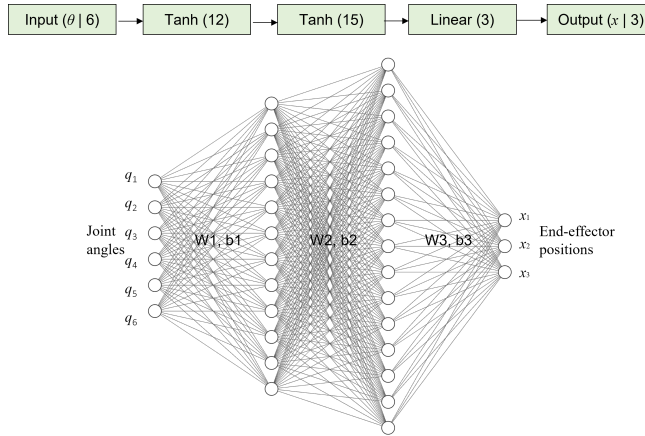 Input (θ | 6)
Tanh (12)
Tanh (15)
Linear (3)
Output (x | 3)
q1
q2
q3
q4
q5
q6
Joint
angles
W1, b1
W2, b2
W3, b3
x1
x2
x3
End-effector
positions